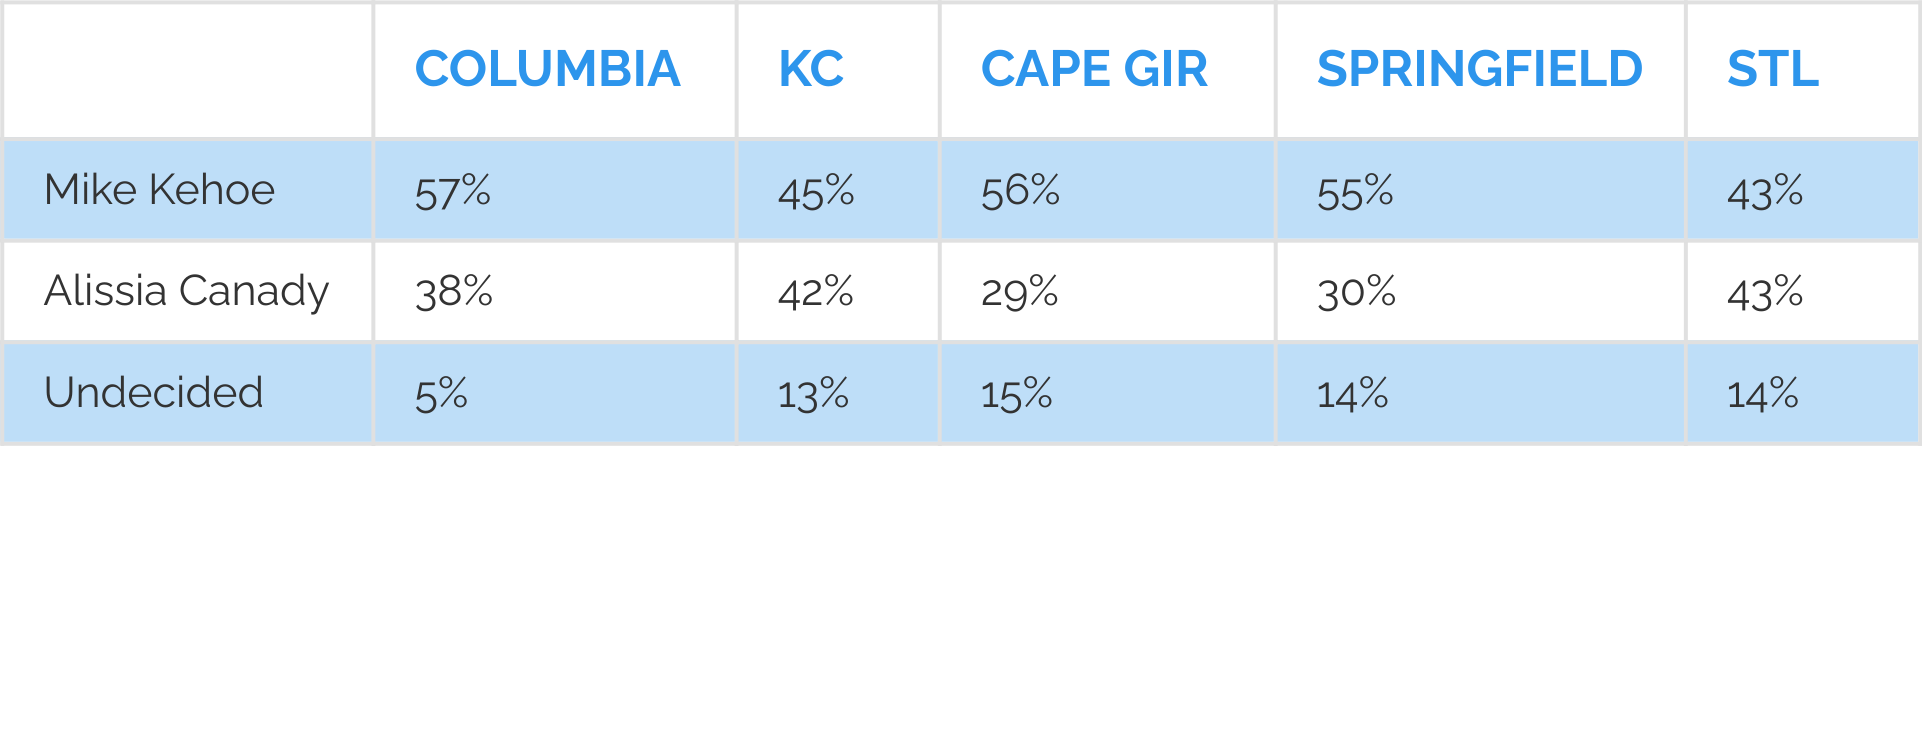 COLUMBIA KC CAPE GIR SPRINGFIELD STL
Mike Kehoe 57% 45% 56% 55% 43%
Alissia Canady 38% 42% 29% 30% 43%
Undecided 5% 13% 15% 14% 14%